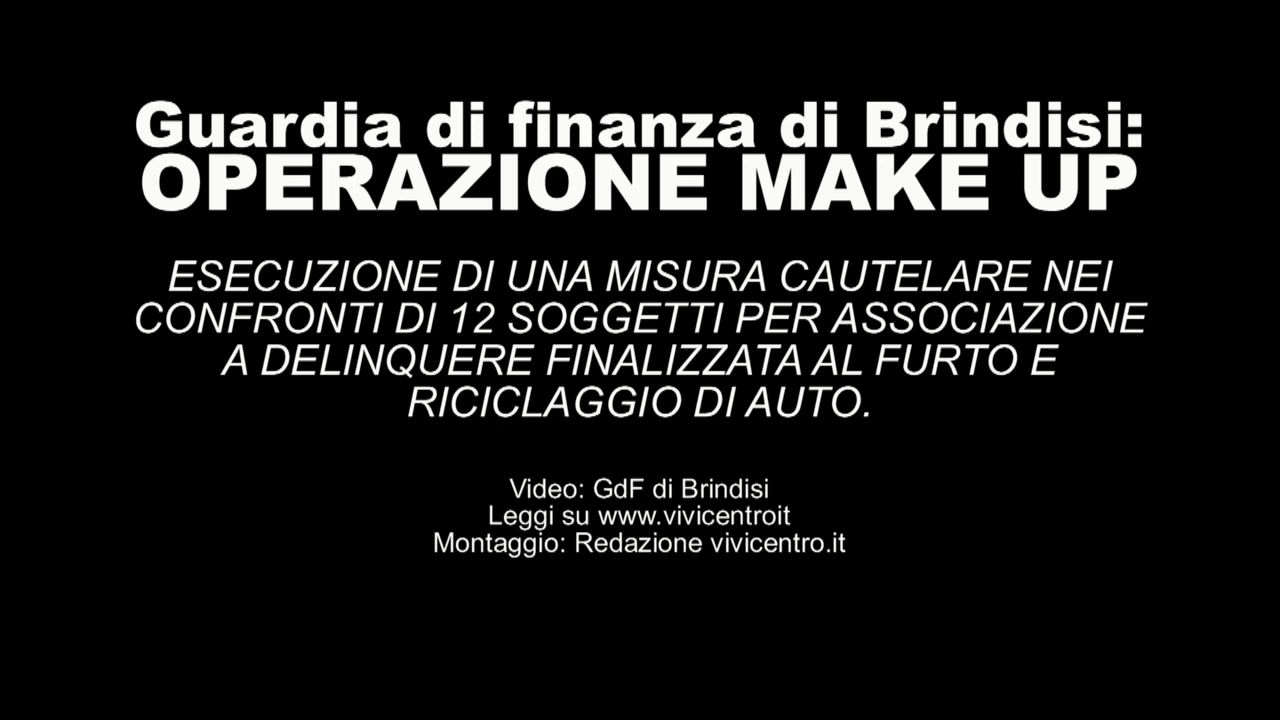 Guardia di finanza di Brindisi:
OPERAZIONE MAKE UP
ESECUZIONE DI UNA MISURA CAUTELARE NEI
CONFRONTI DI 12 SOGGETTI PER ASSOCIAZIONE
A DELINQUERE FINALIZZATA AL FURTO E
RICICLAGGIO DI AUTO.
Video: GdF di Brindisi
Leggi su www.vivicentroit
Montaggio: Redazione vivicentro.it